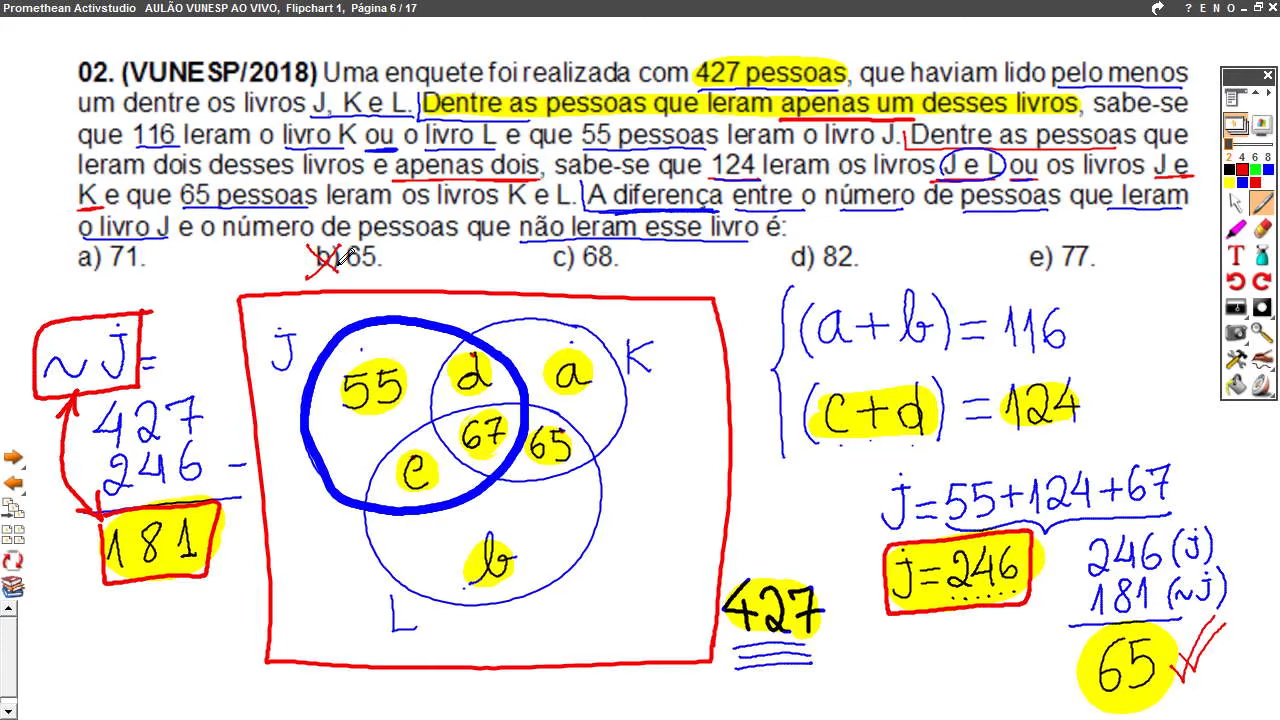 Promethean Activstudio AULÃO VUNESP AO VIVO, Flipchart 1, Página 6 / 17
? E N O
02. (VUNESP/2018) Uma enquete foi realizada com 427 pessoas, que haviam lido pelo menos
um dentre os livros J, K e L. Dentre as pessoas que leram apenas um desses livros, sabe-se
que 116 leram o livro K ou o livro L e que 55 pessoas leram o livro J. Dentre as pessoas que
leram dois desses livros e apenas dois, sabe-se que 124 leram os livros J e L ou os livros J e
K e que 65 pessoas leram os livros K e L. A diferença entre o número de pessoas que leram
o livro J e o número de pessoas que não leram esse livro é:
a) 71. b) 65. c) 68. d) 82. e) 77.
2 4 6 8
~ j =
427
246 -
181
J
K
L
55
d
a
67
65
c
b
427
(a+b) = 116
(c+d) = 124
j = 55+124+67
j = 246
246 (j)
181 (~j)
65